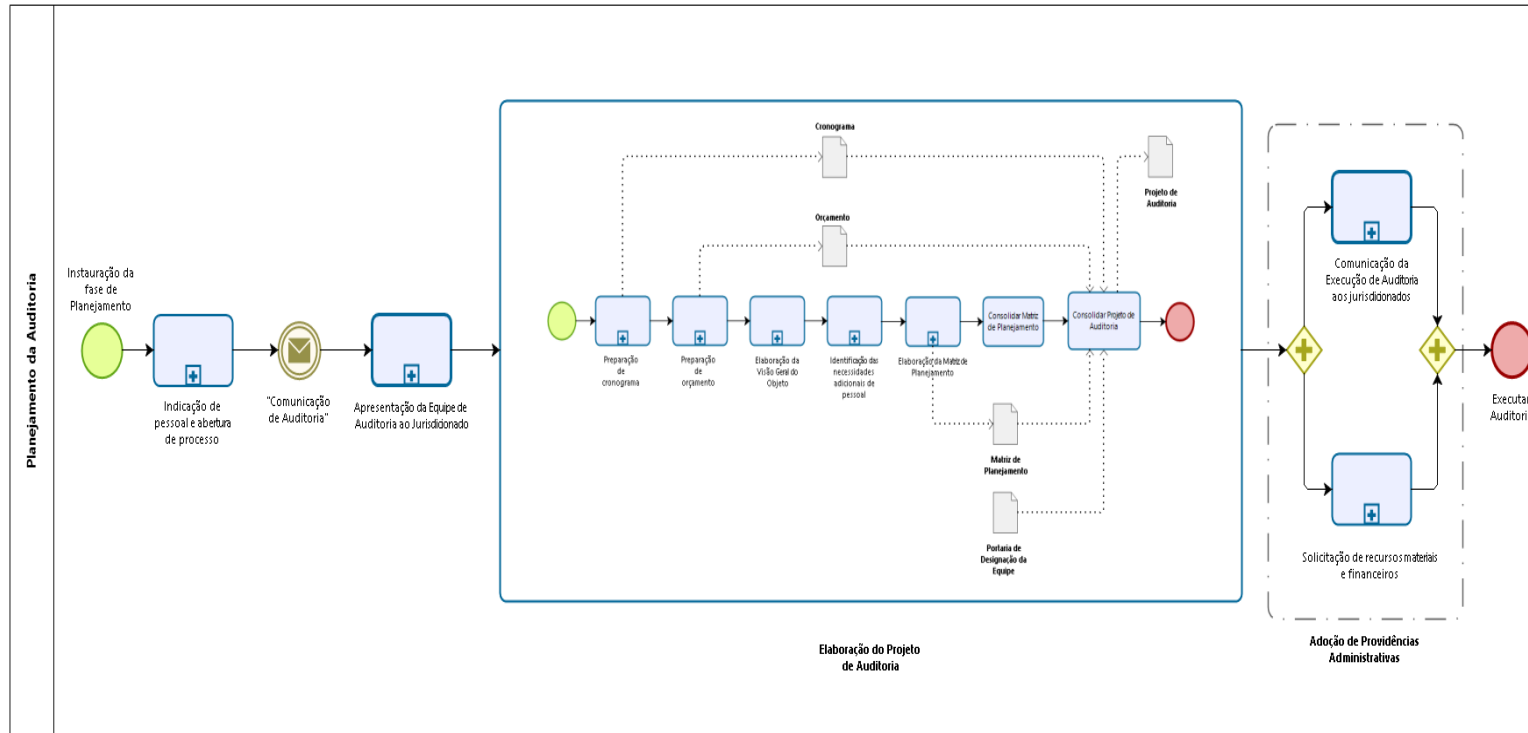 Planejamento da Auditoria
Instauração da
fase de
Planejamento
Indicação de
pessoal e abertura
de processo
"Comunicação
de Auditoria"
Apresentação da Equipe de
Auditoria ao Jurisdicionado
Cronograma
Projeto de
Auditoria
Orçamento
Preparação
de
cronograma
Preparação
de
orçamento
Elaboração da
Visão Geral do
Objeto
Identificação das
necessidades
adicionais de
pessoal
Elaboração da Matriz de
Planejamento
Consolidar Matriz
de Planejamento
Consolidar Projeto de
Auditoria
Matriz de
Planejamento
Portaria de
Designação da
Equipe
Elaboração do Projeto
de Auditoria
Comunicação da
Execução de Auditoria
aos jurisdicionados
Solicitação de recursos materiais
e financeiros
Adoção de Providências
Administrativas
Executar
Auditori